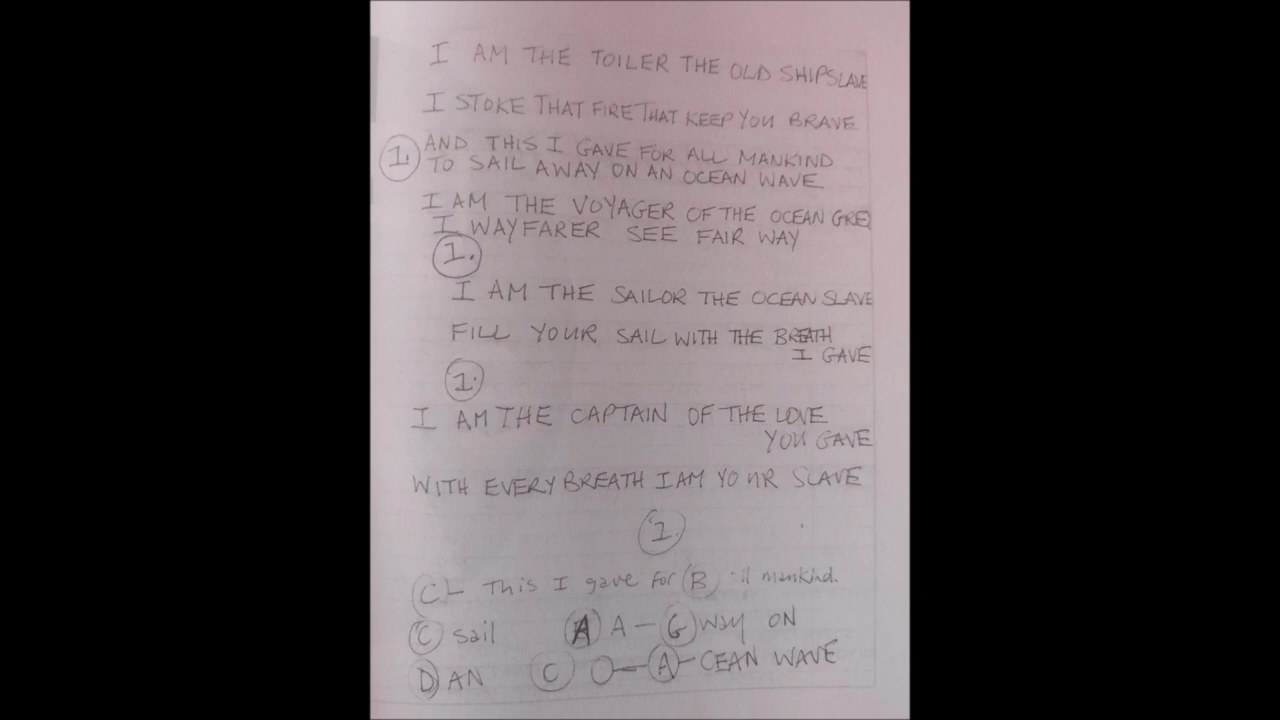 I AM THE TOILER THE OLD SHIPSLAVE
I STOKE THAT FIRE THAT KEEP YOU BRAVE
1. AND THIS I GAVE FOR ALL MANKIND
TO SAIL AWAY ON AN OCEAN WAVE
I AM THE VOYAGER OF THE OCEAN GREY
I WAYFARER SEE FAIR WAY
1.
I AM THE SAILOR THE OCEAN SLAVE
FILL YOUR SAIL WITH THE BREATH
I GAVE
1.
I AM THE CAPTAIN OF THE LOVE
YOU GAVE
WITH EVERY BREATH I AM YOUR SLAVE
1.
C - This I gave for B all mankind.
C sail A A - G way ON
D AN C O - A - CEAN WAVE